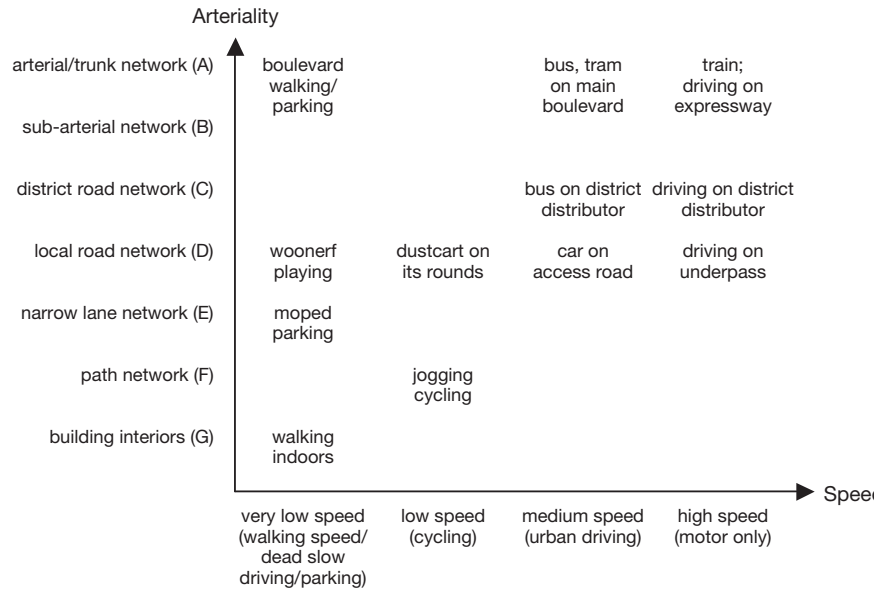 Arteriality
arterial/trunk network (A)
boulevard
walking/
parking
bus, tram
on main
boulevard
train;
driving on
expressway
sub-arterial network (B)
district road network (C)
bus on district
distributor
driving on district
distributor
local road network (D)
woonerf
playing
dustcart on
its rounds
car on
access road
driving on
underpass
narrow lane network (E)
moped
parking
path network (F)
jogging
cycling
building interiors (G)
walking
indoors
Speed
very low speed
(walking speed/
dead slow
driving/parking)
low speed
(cycling)
medium speed
(urban driving)
high speed
(motor only)